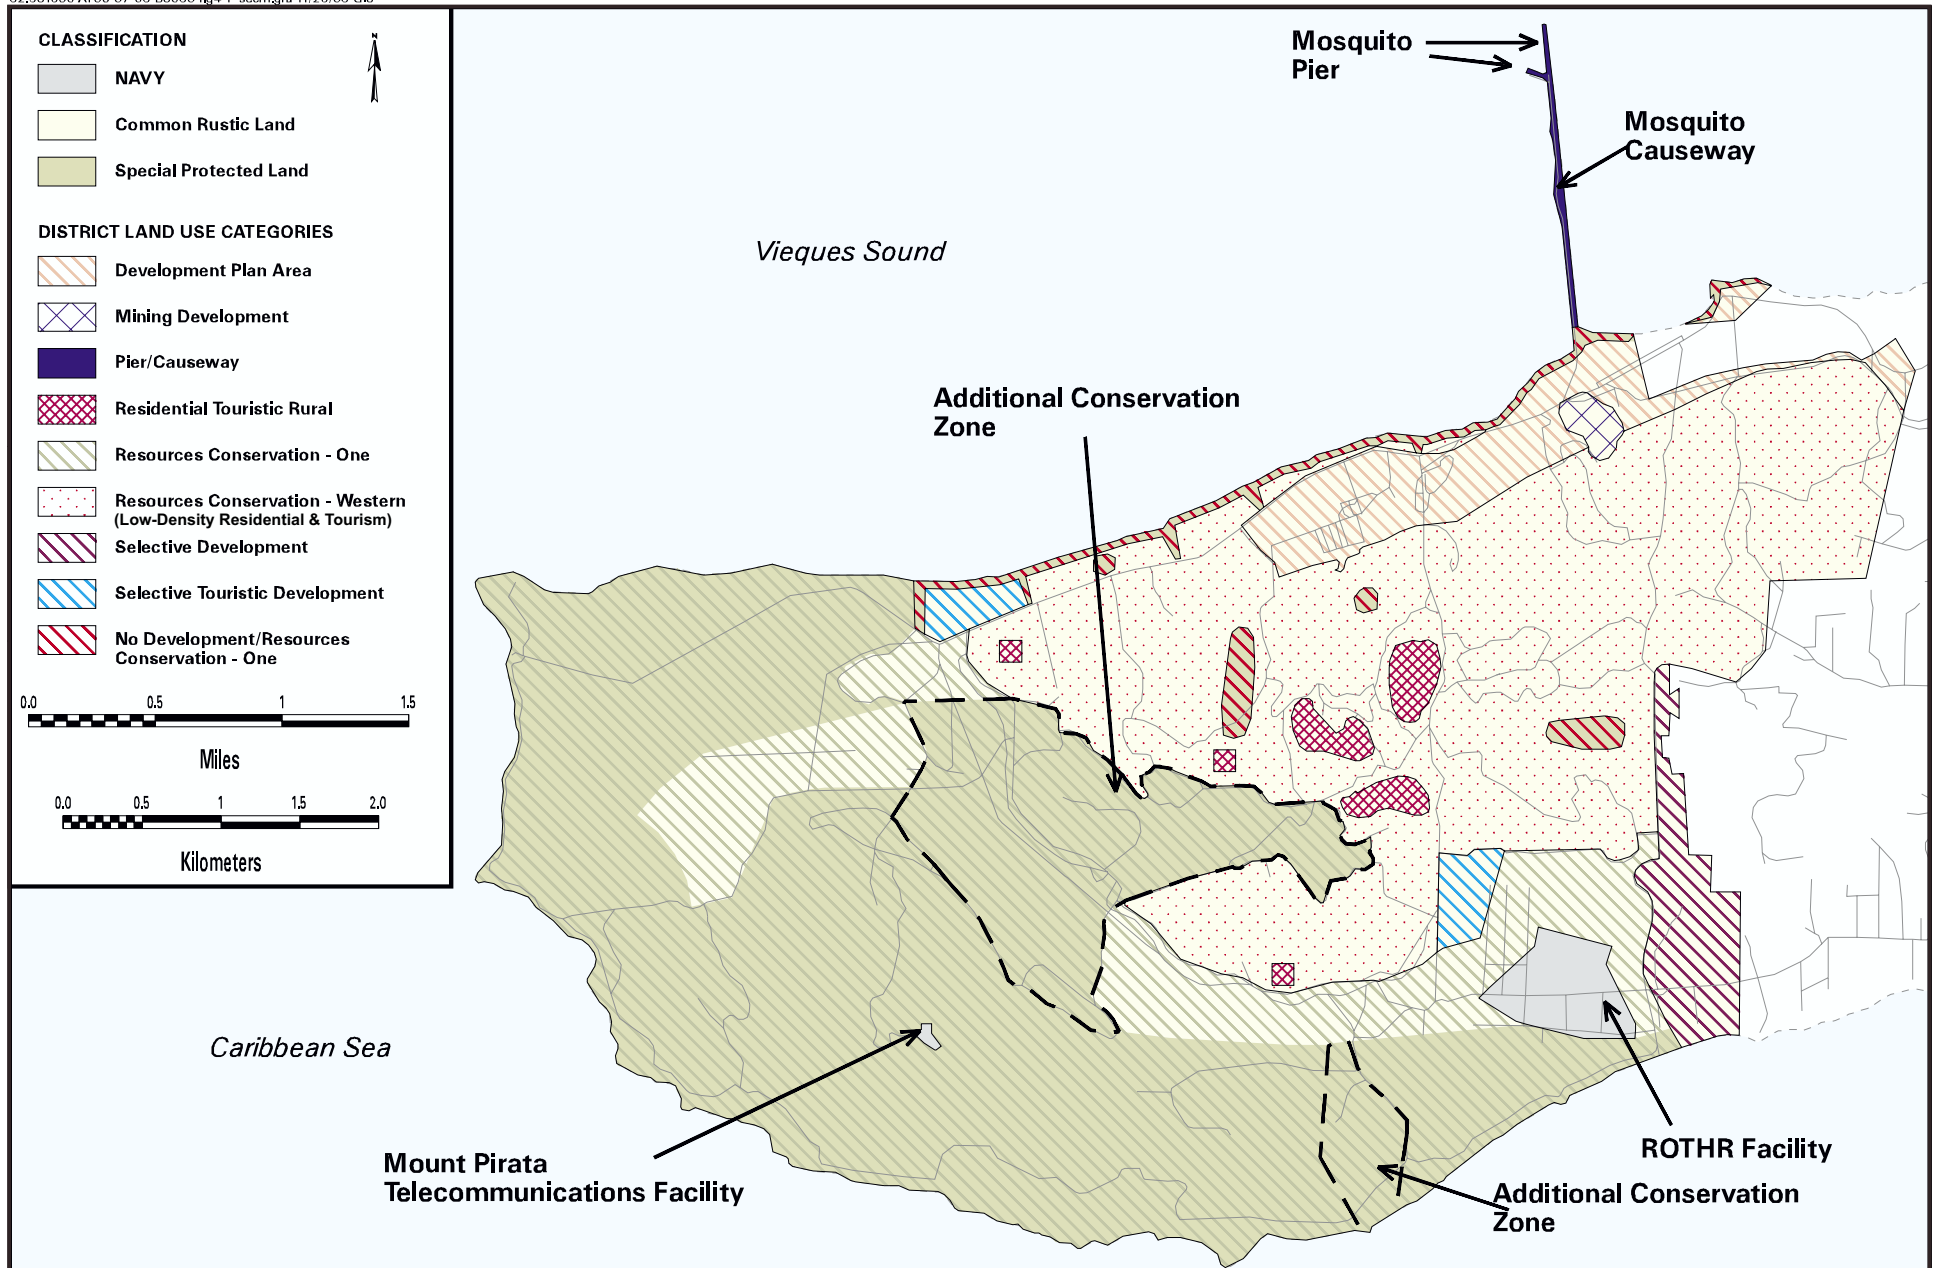 CLASSIFICATION
N
NAVY
Common Rustic Land
Special Protected Land
DISTRICT LAND USE CATEGORIES
Development Plan Area
Mining Development
Pier/Causeway
Residential Touristic Rural
Resources Conservation - One
Resources Conservation - Western
(Low-Density Residential & Tourism)
Selective Development
Selective Touristic Development
No Development/Resources
Conservation - One
0.0 0.5 1 1.5
Miles
0.0 0.5 1 1.5 2.0
Kilometers
Mosquito
Pier
Mosquito
Causeway
Vieques Sound
Additional Conservation
Zone
Caribbean Sea
Mount Pirata
Telecommunications Facility
ROTHR Facility
Additional Conservation
Zone